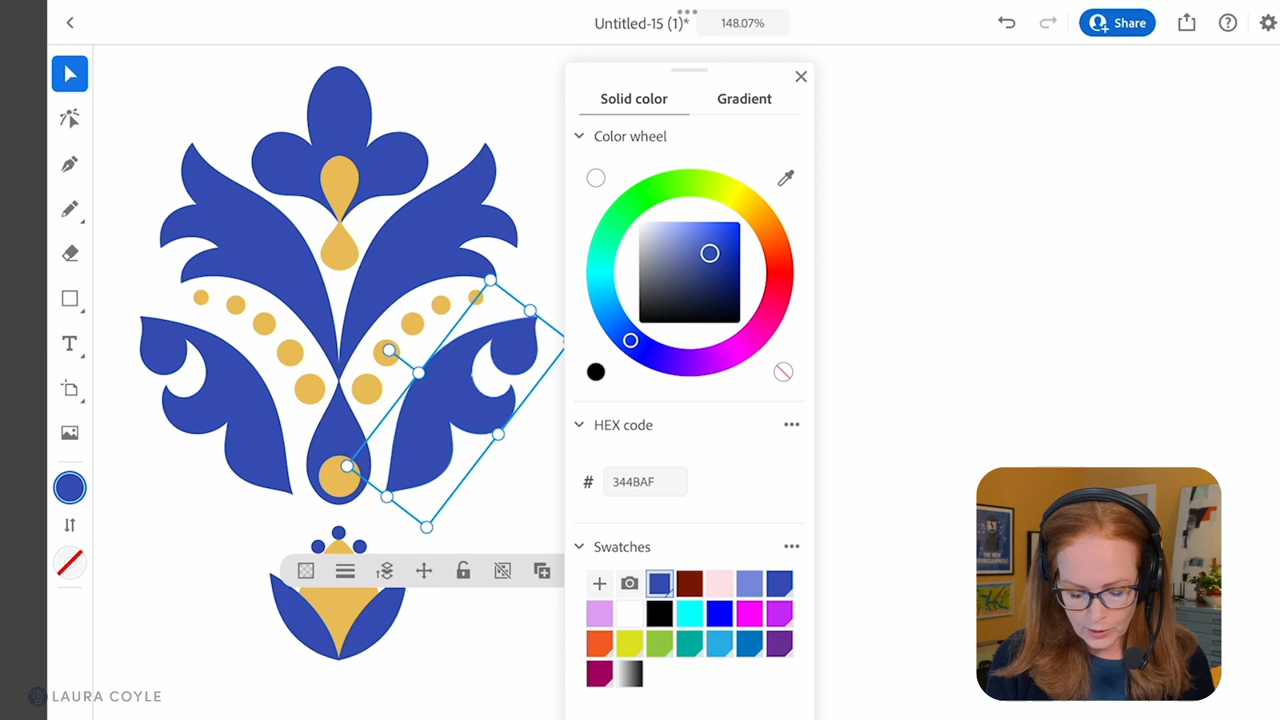 Untitled-15 (1)*
148.07%
Share
Solid color
Gradient
Color wheel
HEX code
# 344BAF
Swatches
T
LAURA COYLE